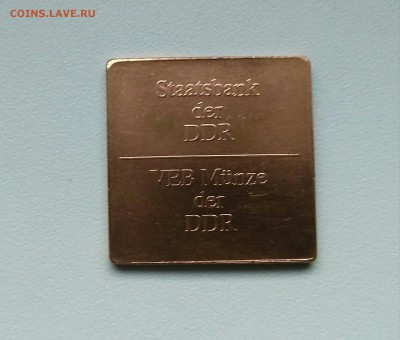 COINS.LAVE.RU
Staatsbank
der
DDR
VEB Münze
der
DDR